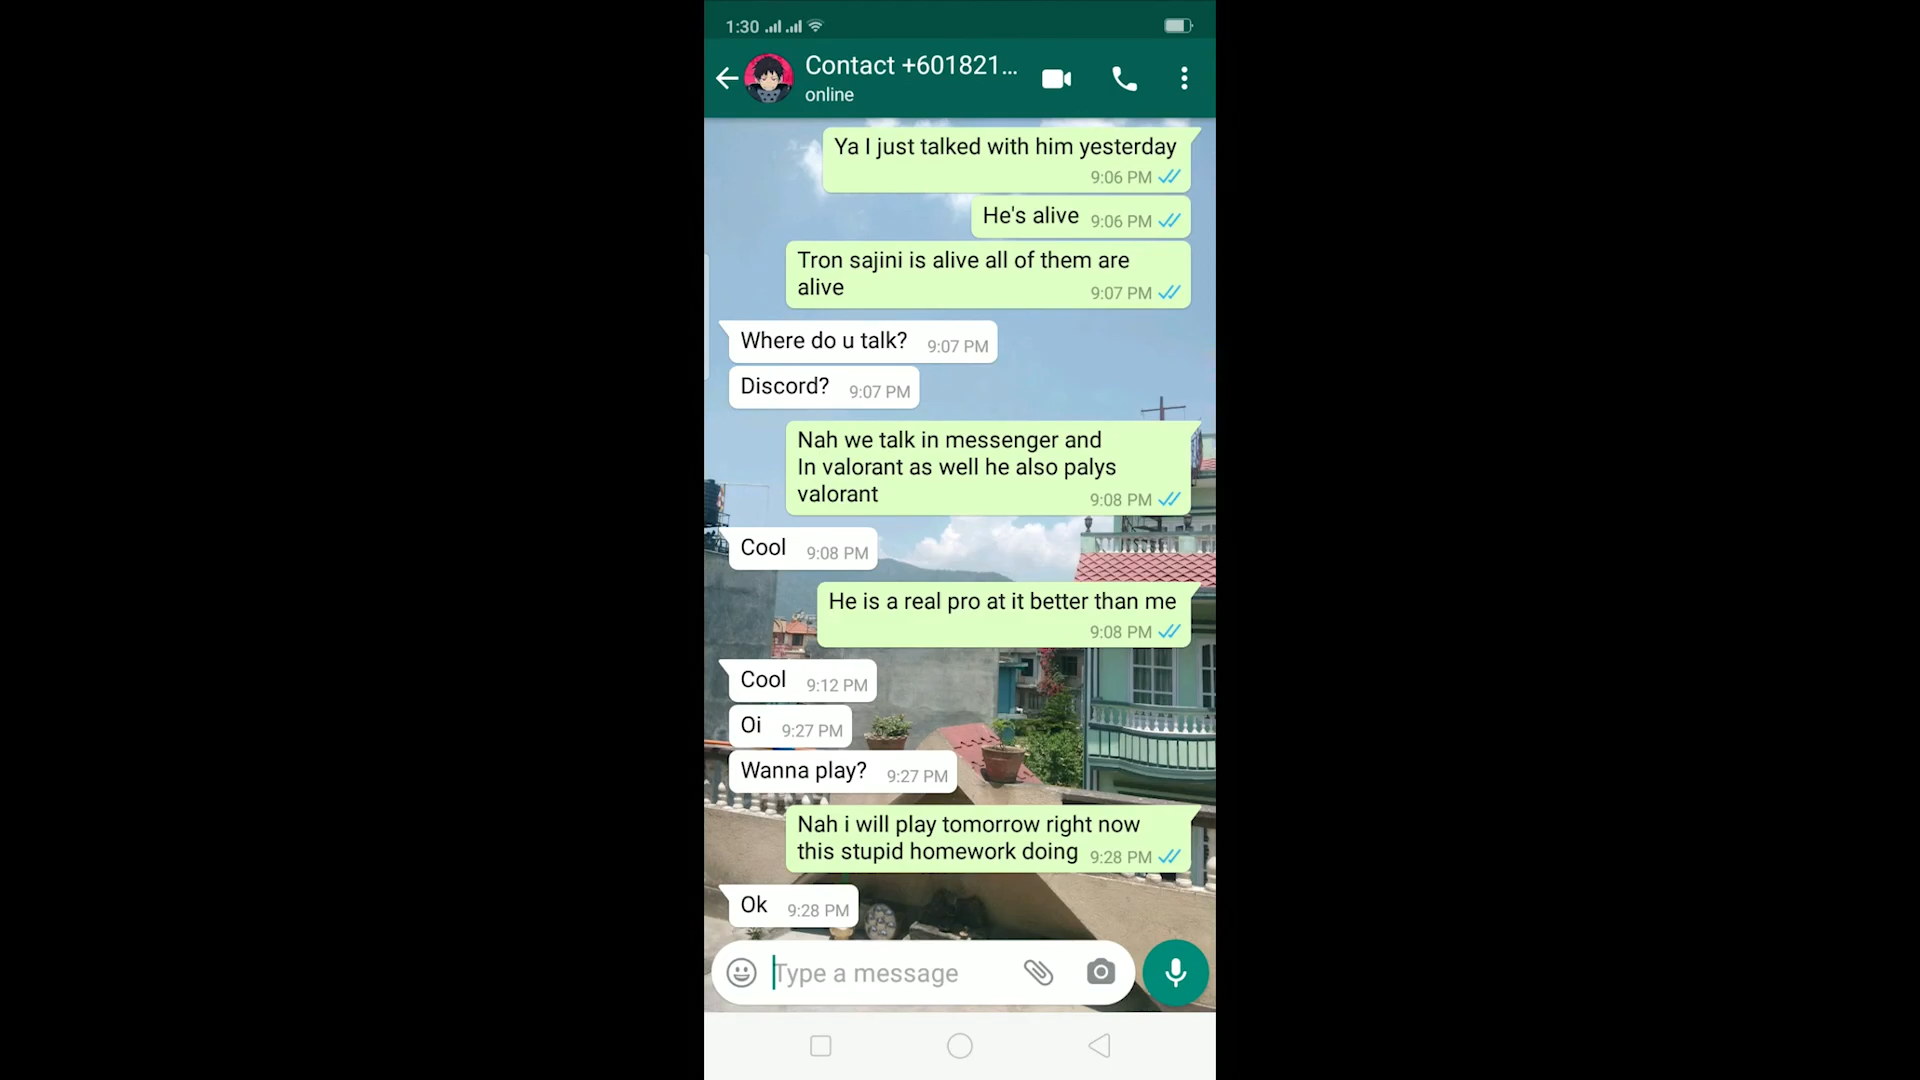 1:30
Contact +601821...
online
Ya I just talked with him yesterday
9:06 PM
He's alive 9:06 PM
Tron sajini is alive all of them are
alive 9:07 PM
Where do u talk? 9:07 PM
Discord? 9:07 PM
Nah we talk in messenger and
In valorant as well he also palys
valorant 9:08 PM
Cool 9:08 PM
He is a real pro at it better than me
9:08 PM
Cool 9:12 PM
Oi 9:27 PM
Wanna play? 9:27 PM
Nah i will play tomorrow right now
this stupid homework doing 9:28 PM
Ok 9:28 PM
Type a message